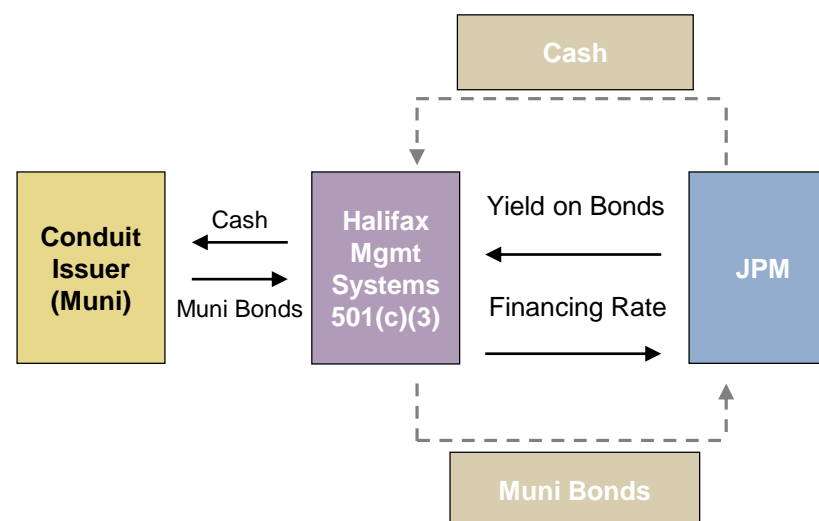 Cash
Conduit
Issuer
(Muni)
Cash
Muni Bonds
Halifax
Mgmt
Systems
501(c)(3)
Yield on Bonds
Financing Rate
JPM
Muni Bonds